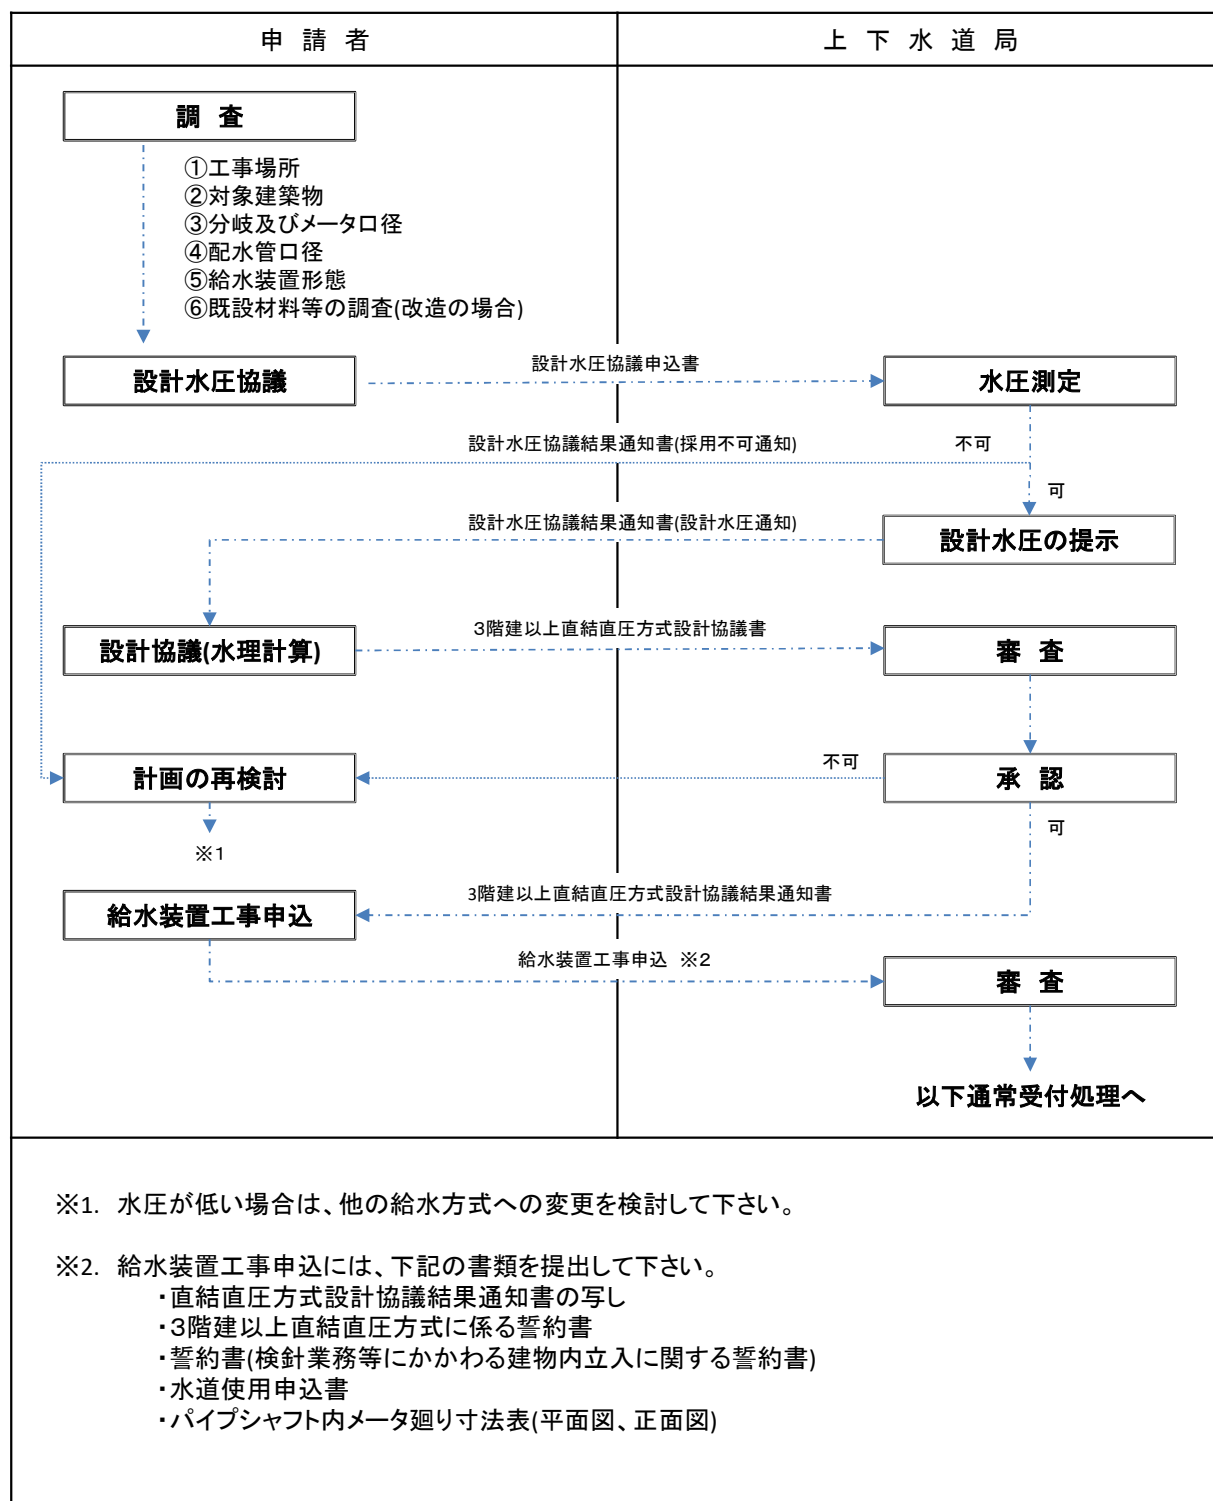 申 請 者
上 下 水 道 局
調 査
①工事場所
②対象建築物
③分岐及びメータ口径
④配水管口径
⑤給水装置形態
⑥既設材料等の調査(改造の場合)
設計水圧協議
設計水圧協議申込書
水圧測定
設計水圧協議結果通知書(採用不可通知)
不可
可
設計水圧協議結果通知書(設計水圧通知)
設計水圧の提示
設計協議(水理計算)
3階建以上直結直圧方式設計協議書
審 査
計画の再検討
不可
承 認
※1
可
3階建以上直結直圧方式設計協議結果通知書
給水装置工事申込
給水装置工事申込 ※2
審 査
以下通常受付処理へ
※1. 水圧が低い場合は、他の給水方式への変更を検討して下さい。
※2. 給水装置工事申込には、下記の書類を提出して下さい。
・直結直圧方式設計協議結果通知書の写し
・3階建以上直結直圧方式に係る誓約書
・誓約書(検針業務等にかかわる建物内立入に関する誓約書)
・水道使用申込書
・パイプシャフト内メータ廻り寸法表(平面図、正面図)